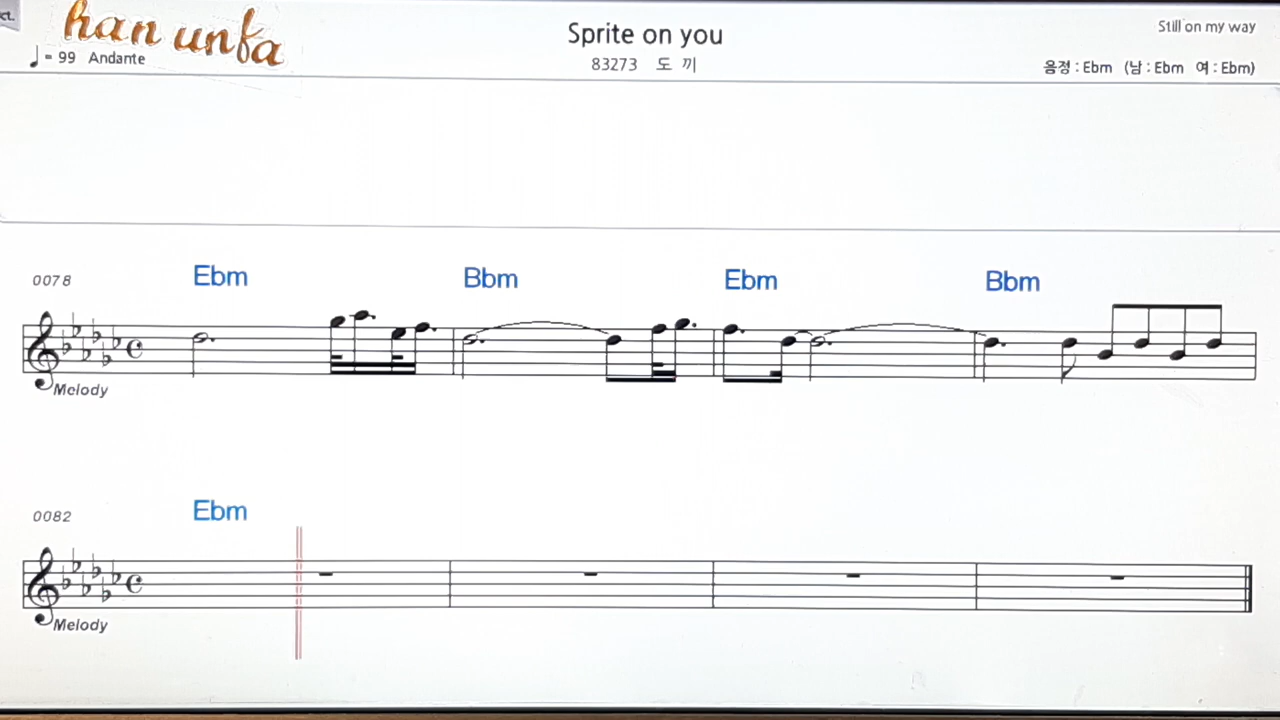 ct.
han unfa
Sprite on you
Still on my way
♩ = 99 Andante
83273 도 끼
음정 : Ebm (남 : Ebm 여 : Ebm)
0078 Ebm Bbm Ebm Bbm
Melody
0082 Ebm
Melody